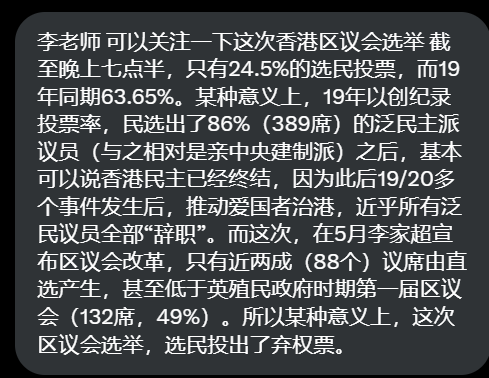 李老师 可以关注一下这次香港区议会选举 截
至晚上七点半，只有24.5%的选民投票，而19
年同期63.65%。某种意义上，19年以创纪录
投票率，民选出了86%（389席）的泛民主派
议员（与之相对是亲中央建制派）之后，基本
可以说香港民主已经终结，因为此后19/20多
个事件发生后，推动爱国者治港，近乎所有泛
民议员全部“辞职”。而这次，在5月李家超宣
布区议会改革，只有近两成（88个）议席由直
选产生，甚至低于英殖民政府时期第一届区议
会（132席，49%）。所以某种意义上，这次
区议会选举，选民投出了弃权票。